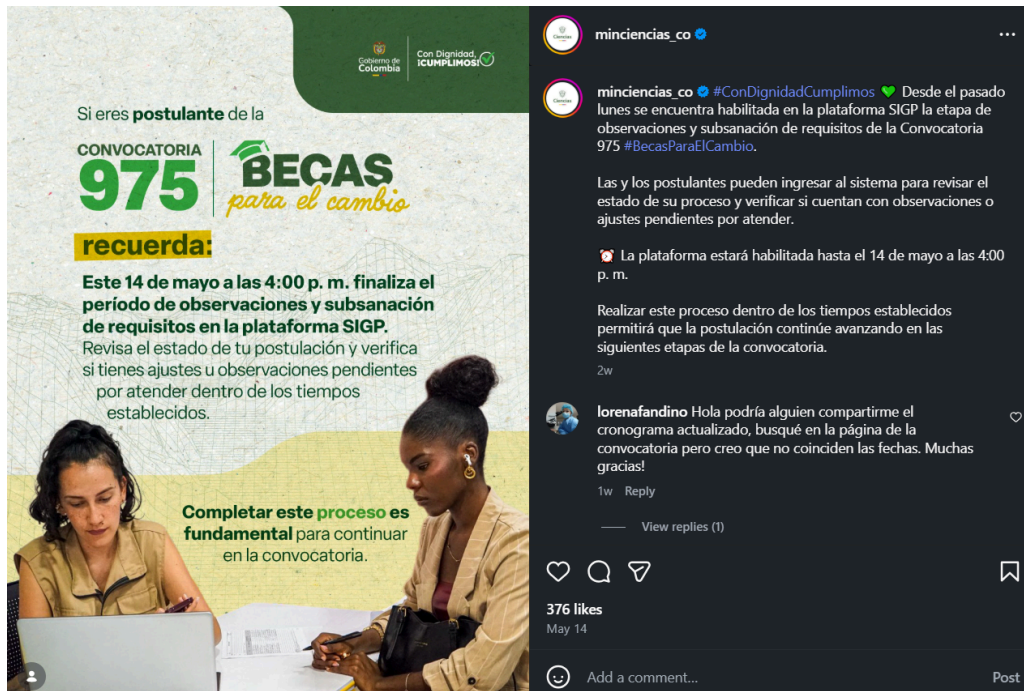 Gobierno de
Colombia
Con Dignidad,
¡CUMPLIMOS!
Si eres postulante de la
CONVOCATORIA
975
BECAS
para el cambio
recuerda:
Este 14 de mayo a las 4:00 p. m. finaliza el
período de observaciones y subsanación
de requisitos en la plataforma SIGP.
Revisa el estado de tu postulación y verifica
si tienes ajustes u observaciones pendientes
por atender dentro de los tiempos
establecidos.
Completar este proceso es
fundamental para continuar
en la convocatoria.
Ciencias
minciencias_co
Ciencias
minciencias_co #ConDignidadCumplimos 💚 Desde el pasado
lunes se encuentra habilitada en la plataforma SIGP la etapa de
observaciones y subsanación de requisitos de la Convocatoria
975 #BecasParaElCambio.
Las y los postulantes pueden ingresar al sistema para revisar el
estado de su proceso y verificar si cuentan con observaciones o
ajustes pendientes por atender.
⏰ La plataforma estará habilitada hasta el 14 de mayo a las 4:00
p. m.
Realizar este proceso dentro de los tiempos establecidos
permitirá que la postulación continúe avanzando en las
siguientes etapas de la convocatoria.
2w
lorenafandino Hola podría alguien compartirme el
cronograma actualizado, busqué en la página de la
convocatoria pero creo que no coinciden las fechas. Muchas
gracias!
1w Reply
View replies (1)
376 likes
May 14
Add a comment...
Post